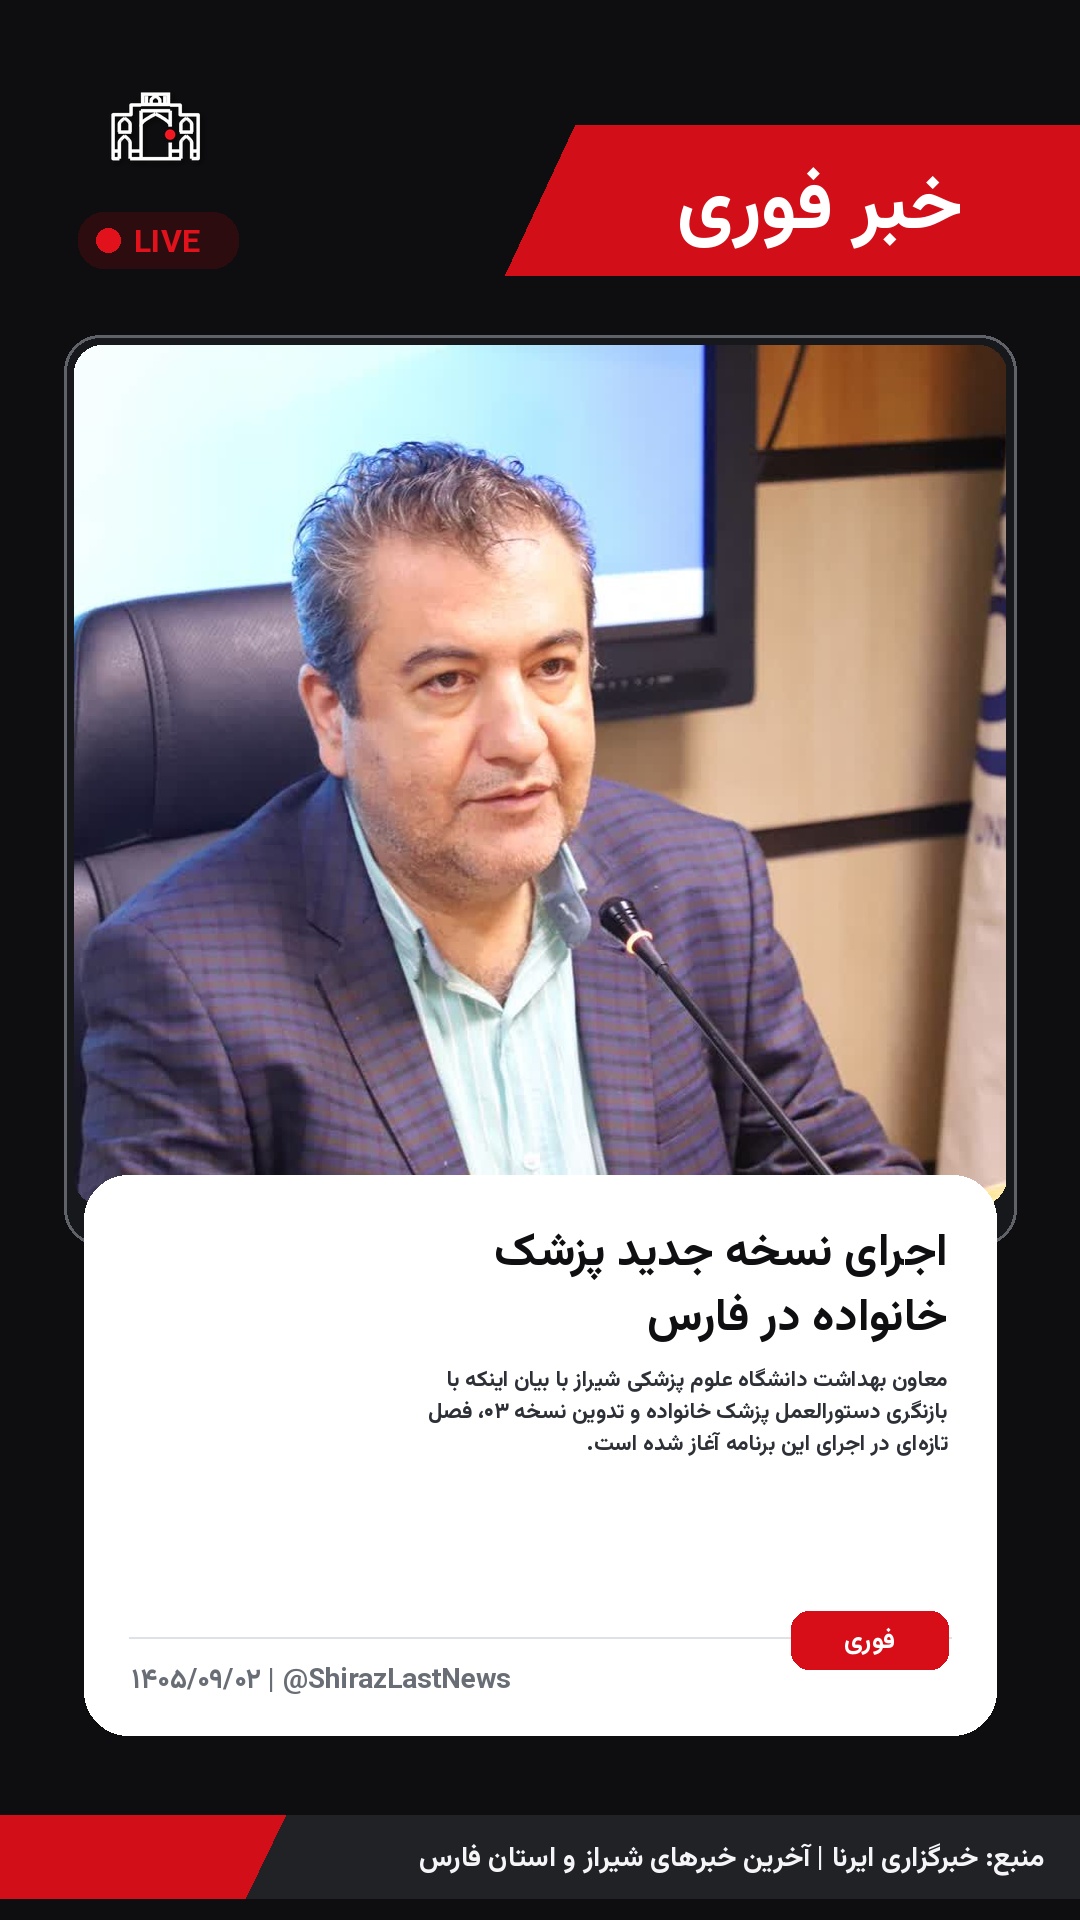 خبر فوری
LIVE
اجرای نسخه جدید پزشک
خانواده در فارس
معاون بهداشت دانشگاه علوم پزشکی شیراز با بیان اینکه با
بازنگری دستورالعمل پزشک خانواده و تدوین نسخه ۰۳، فصل
تازه‌ای در اجرای این برنامه آغاز شده است.
فوری
۱۴۰۵/۰۹/۰۲ | @ShirazLastNews
منبع: خبرگزاری ایرنا | آخرین خبرهای شیراز و استان فارس